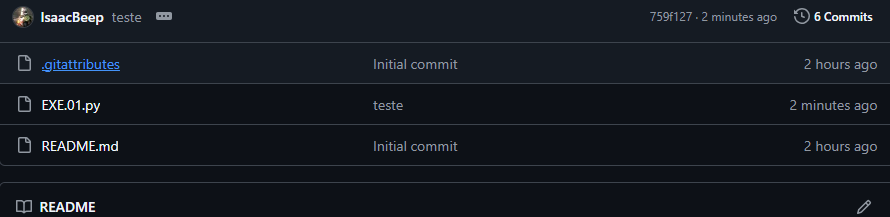 IsaacBeep teste 759f127 · 2 minutes ago 6 Commits
.gitattributes Initial commit 2 hours ago
EXE.01.py teste 2 minutes ago
README.md Initial commit 2 hours ago
README